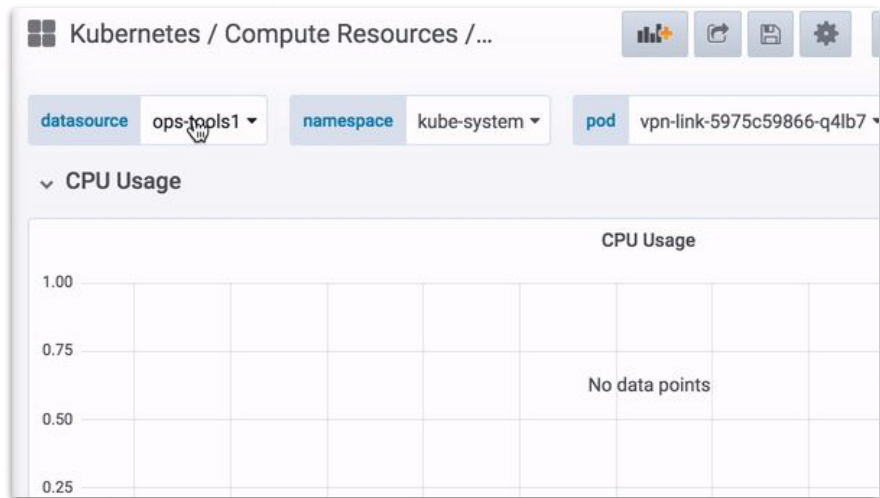 Kubernetes / Compute Resources /...
datasource ops-tools1 namespace kube-system pod vpn-link-5975c59866-q4lb7
CPU Usage
CPU Usage
1.00
0.75
No data points
0.50
0.25